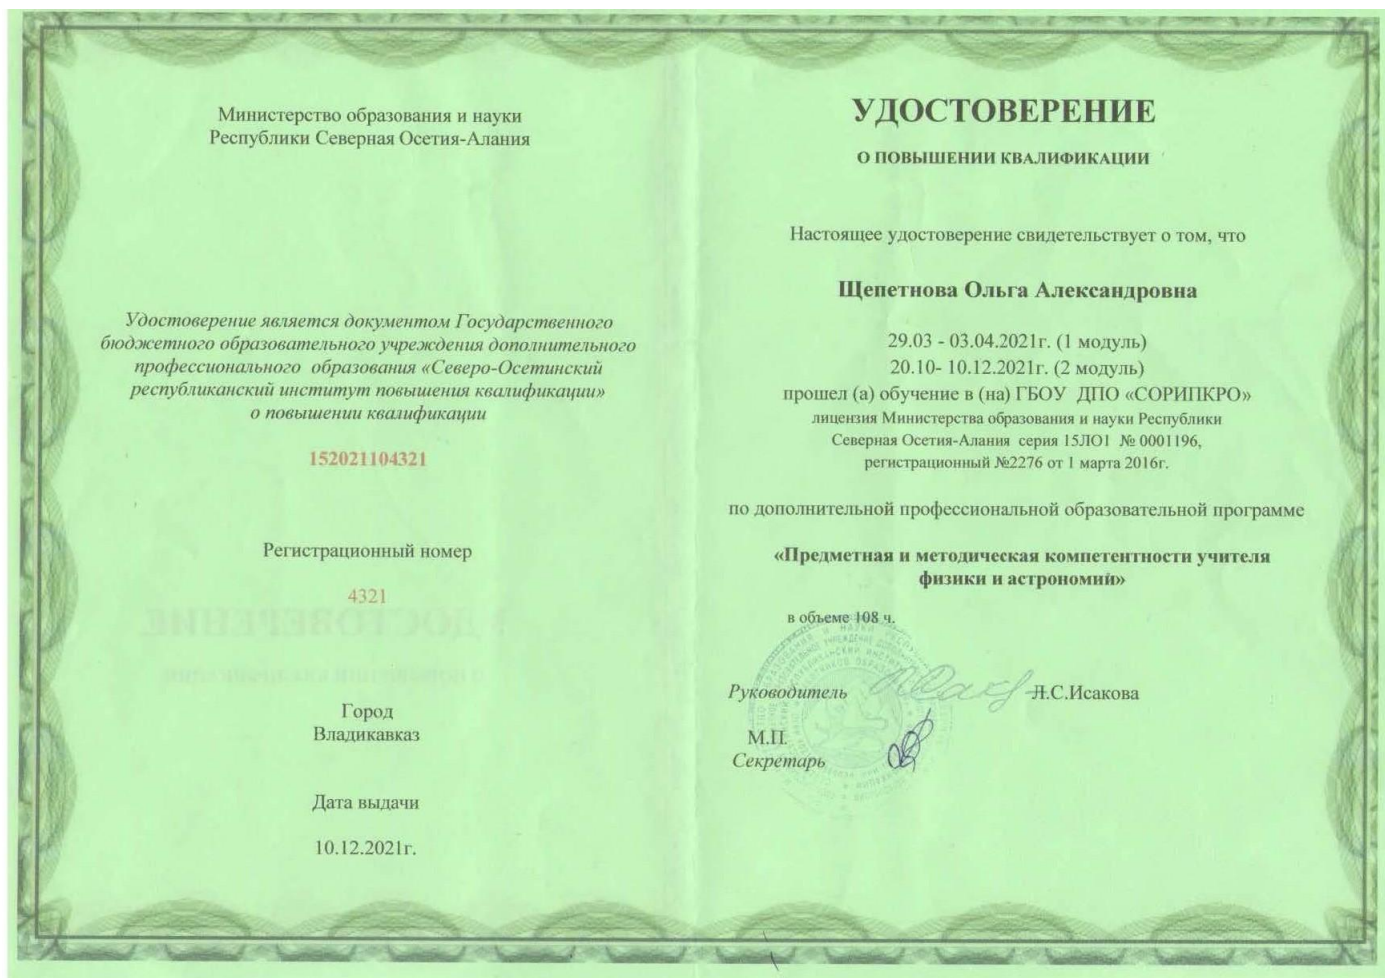 Министерство образования и науки
Республики Северная Осетия-Алания
Удостоверение является документом Государственного
бюджетного образовательного учреждения дополнительного
профессионального образования «Северо-Осетинский
республиканский институт повышения квалификации»
о повышении квалификации
152021104321
Регистрационный номер
4321
Город
Владикавказ
Дата выдачи
10.12.2021г.
УДОСТОВЕРЕНИЕ
О ПОВЫШЕНИИ КВАЛИФИКАЦИИ
Настоящее удостоверение свидетельствует о том, что
Щепетнова Ольга Александровна
29.03 - 03.04.2021г. (1 модуль)
20.10- 10.12.2021г. (2 модуль)
прошел (а) обучение в (на) ГБОУ ДПО «СОРИПКРО»
лицензия Министерства образования и науки Республики
Северная Осетия-Алания серия 15ЛО1 № 0001196,
регистрационный №2276 от 1 марта 2016г.
по дополнительной профессиональной образовательной программе
«Предметная и методическая компетентности учителя
физики и астрономий»
в объеме 108 ч.
Руководитель Л.С.Исакова
М.П.
Секретарь